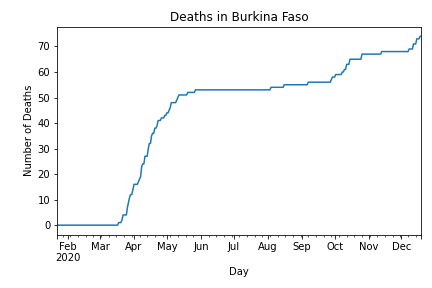 Deaths in Burkina Faso
Number of Deaths
70
60
50
40
30
20
10
0
Feb Mar Apr May Jun Jul Aug Sep Oct Nov Dec
2020
Day